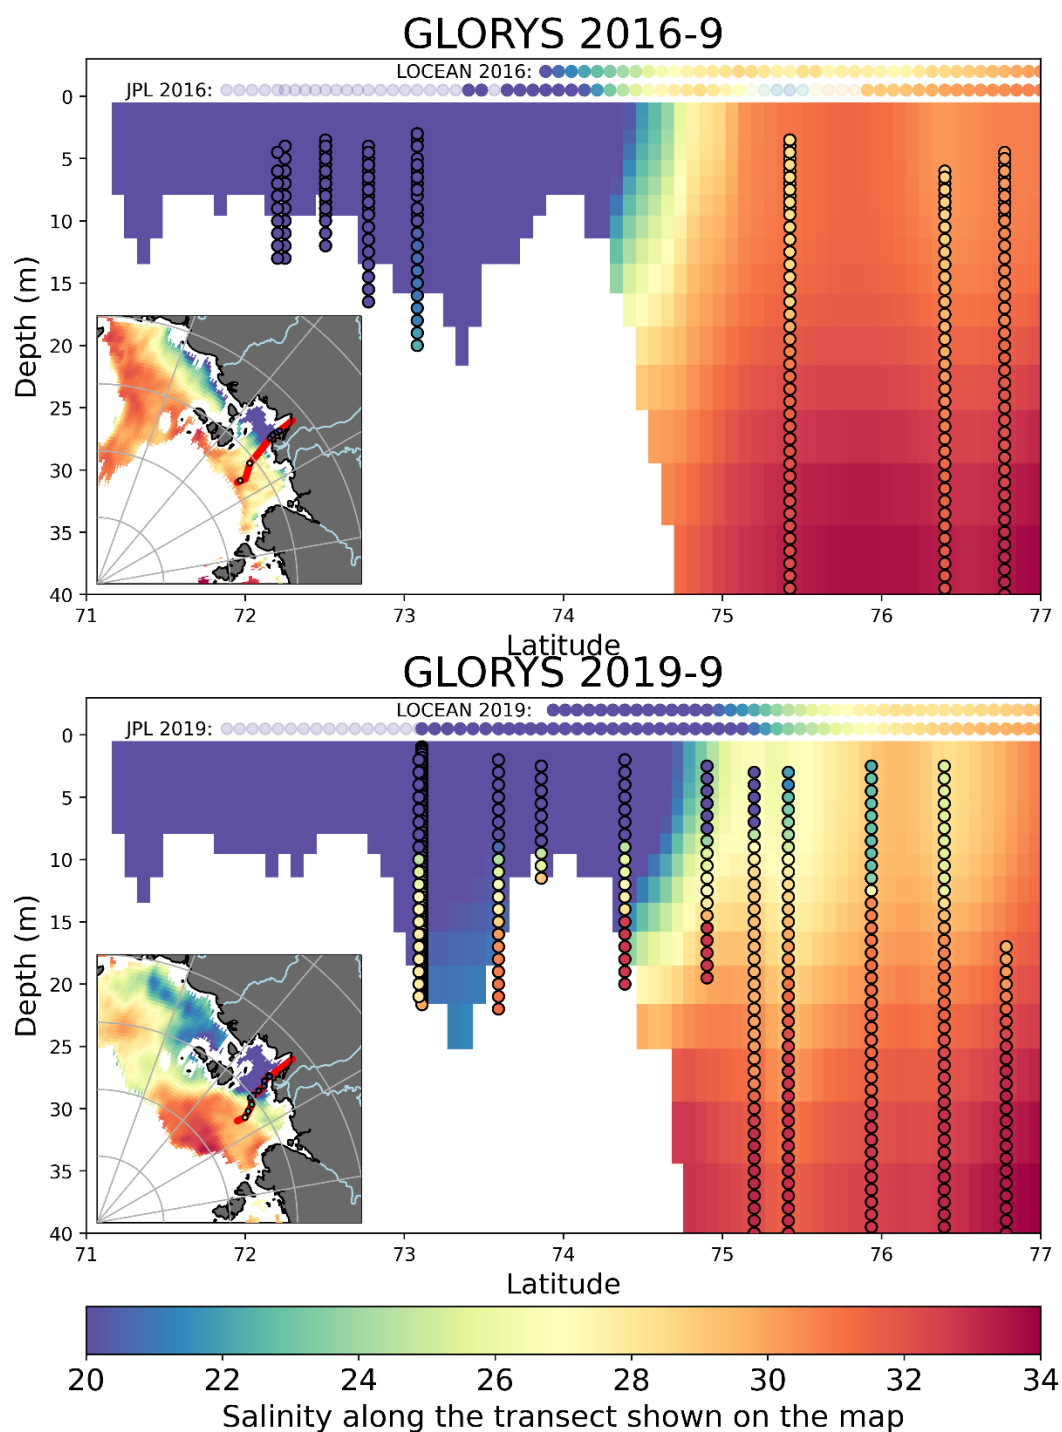 GLORYS 2016-9
LOCEAN 2016:
JPL 2016:
0
5
10
15
20
25
30
35
40
Depth (m)
71 72 73 74 75 76 77
Latitude
GLORYS 2019-9
LOCEAN 2019:
JPL 2019:
0
5
10
15
20
25
30
35
40
Depth (m)
71 72 73 74 75 76 77
Latitude
20 22 24 26 28 30 32 34
Salinity along the transect shown on the map